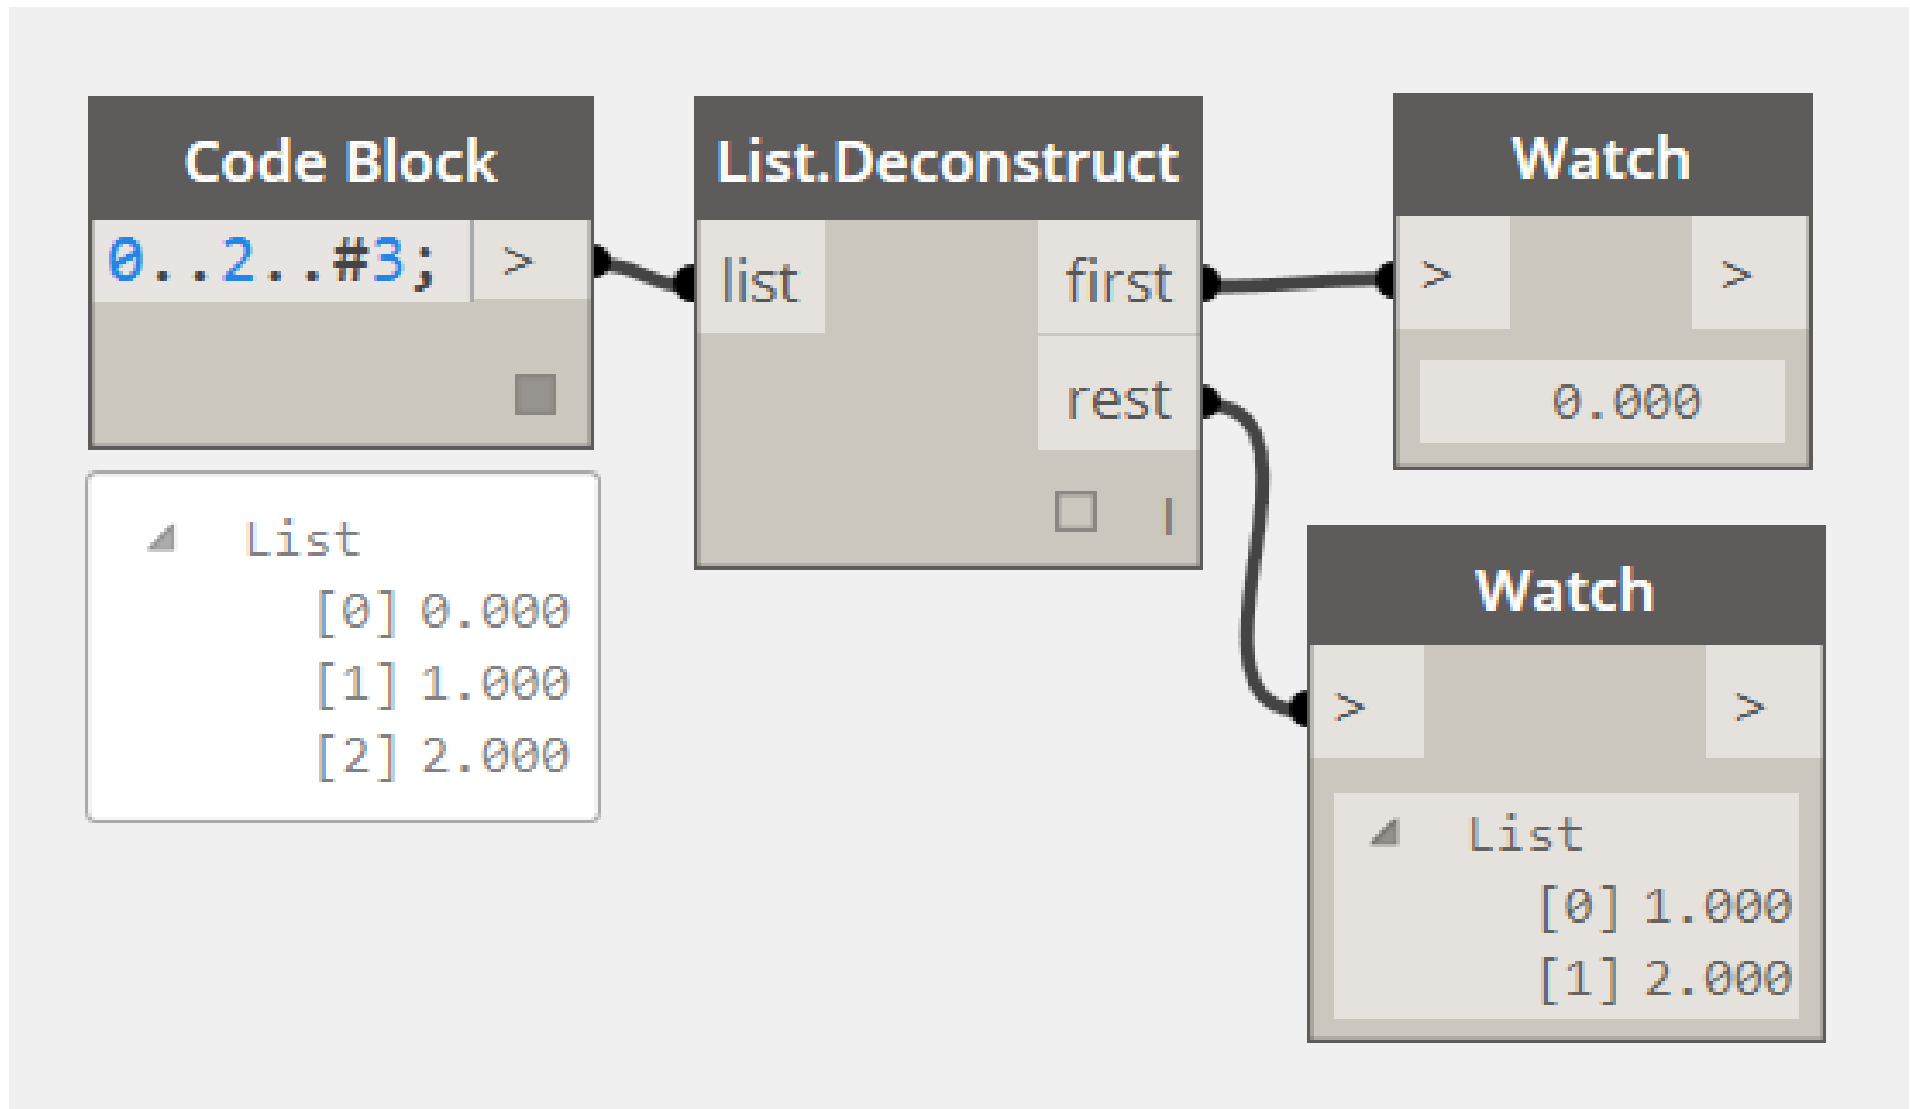 Code Block
0..2..#3;
>
List
[0] 0.000
[1] 1.000
[2] 2.000
List.Deconstruct
list
first
rest
l
Watch
>
>
0.000
Watch
>
>
List
[0] 1.000
[1] 2.000